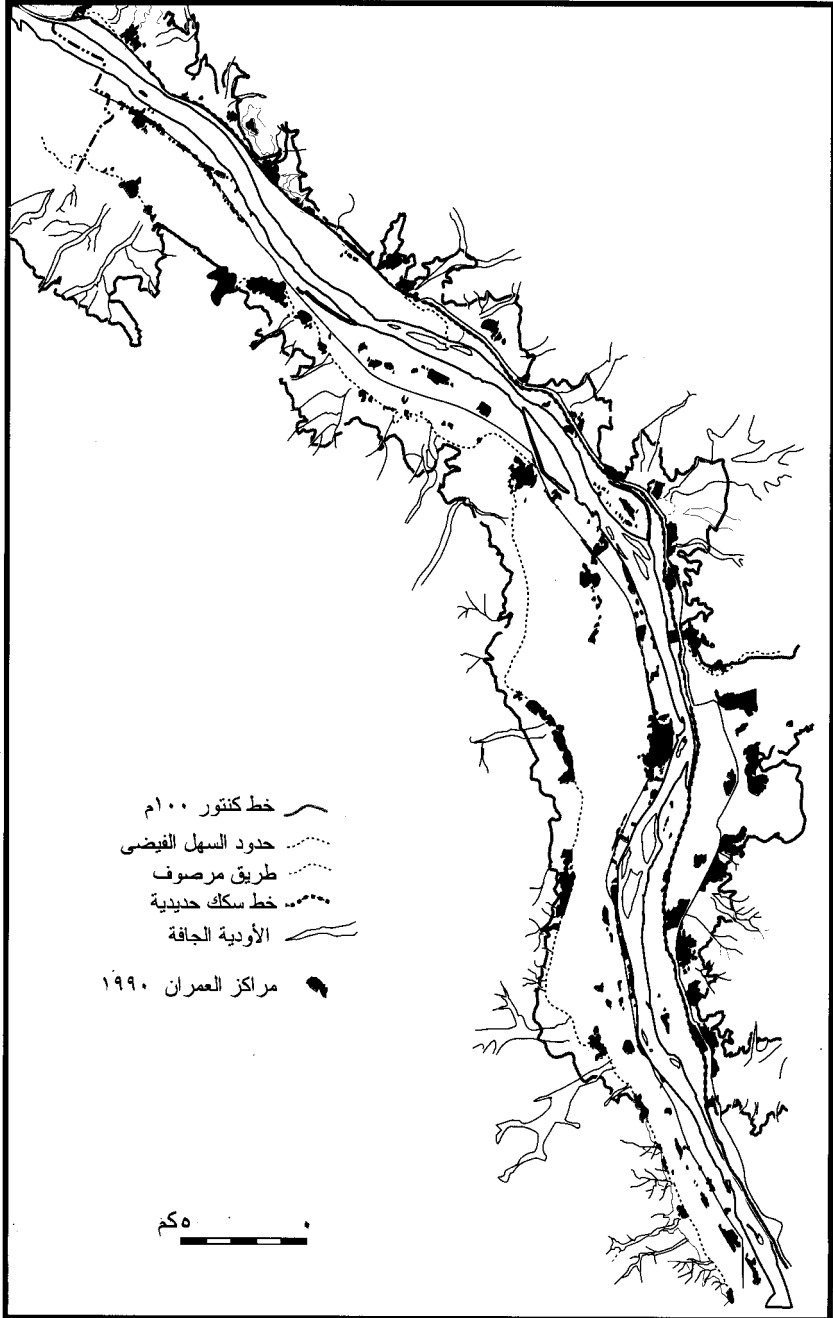 خط كنتور ١٠٠م
حدود السهل الفيضى
طريق مرصوف
خط سكك حديدية
الأودية الجافة
مراكز العمران ١٩٩٠
٠ ٥كم